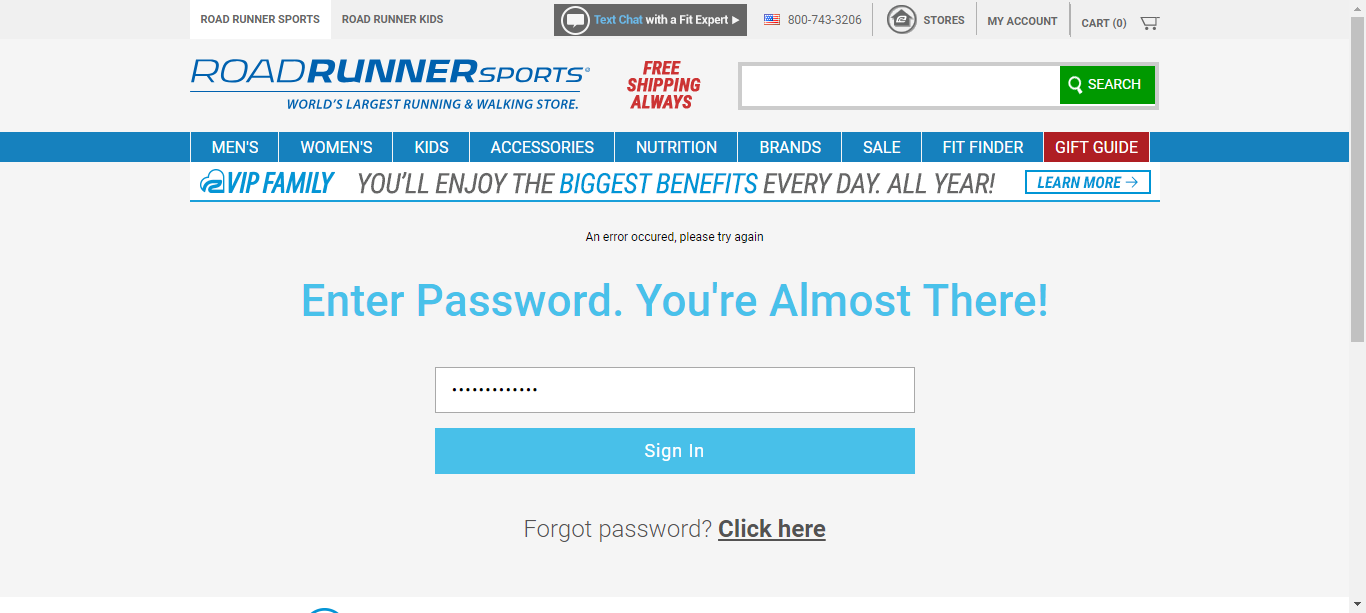 ROAD RUNNER SPORTS
ROAD RUNNER KIDS
Text Chat with a Fit Expert ▶
800-743-3206
STORES
MY ACCOUNT
CART (0)
ROADRUNNERSPORTS®
WORLD'S LARGEST RUNNING & WALKING STORE.
FREE
SHIPPING
ALWAYS
SEARCH
MEN'S
WOMEN'S
KIDS
ACCESSORIES
NUTRITION
BRANDS
SALE
FIT FINDER
GIFT GUIDE
VIP FAMILY
YOU'LL ENJOY THE BIGGEST BENEFITS EVERY DAY. ALL YEAR!
LEARN MORE →
An error occured, please try again
Enter Password. You're Almost There!
•••••••••••••
Sign In
Forgot password? Click here